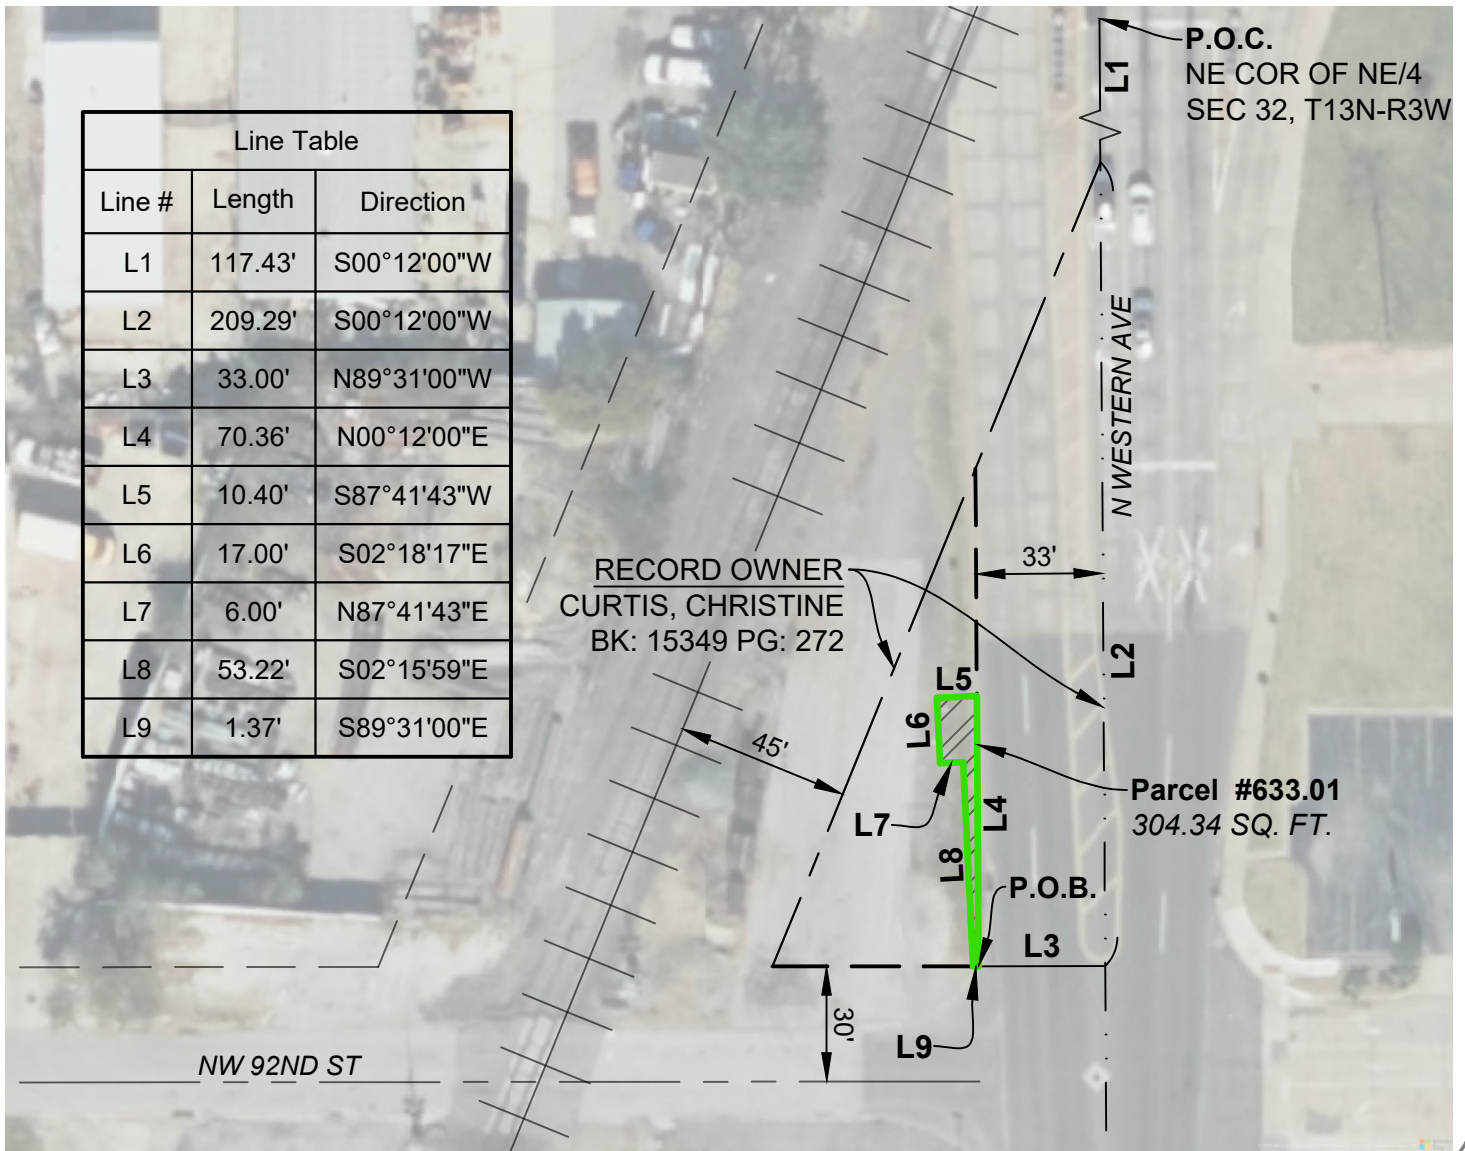 P.O.C.
NE COR OF NE/4
SEC 32, T13N-R3W
L1
Line Table
Line # Length Direction
L1 117.43' S00°12'00"W
L2 209.29' S00°12'00"W
L3 33.00' N89°31'00"W
L4 70.36' N00°12'00"E
L5 10.40' S87°41'43"W
L6 17.00' S02°18'17"E
L7 6.00' N87°41'43"E
L8 53.22' S02°15'59"E
L9 1.37' S89°31'00"E
N WESTERN AVE
33'
RECORD OWNER
CURTIS, CHRISTINE
BK: 15349 PG: 272
L2
L5
L6
45'
Parcel #633.01
304.34 SQ. FT.
L7
L4
L8
P.O.B.
L3
30'
L9
NW 92ND ST